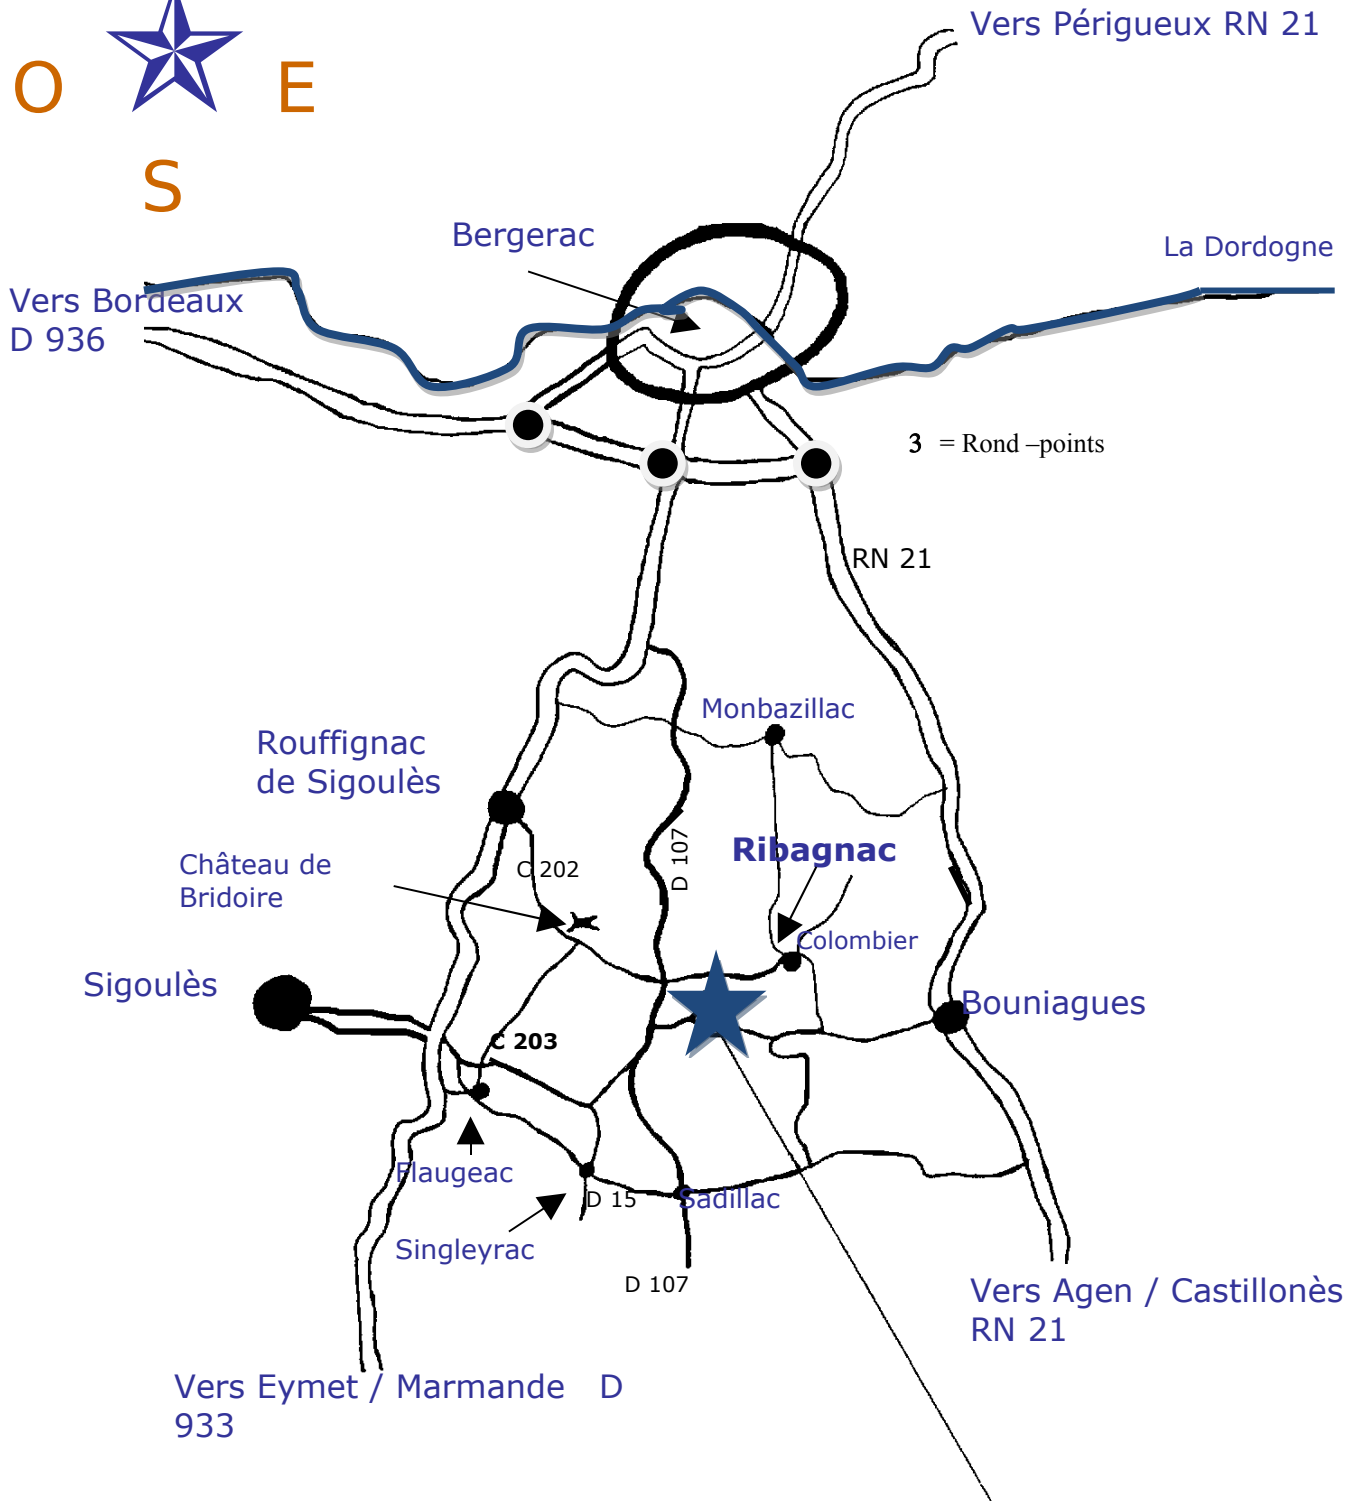 Vers Périgueux RN 21
O
E
S
Bergerac
La Dordogne
Vers Bordeaux
D 936
3 = Rond –points
RN 21
Monbazillac
Rouffignac
de Sigoulès
D 107
Ribagnac
Château de
Bridoire
C 202
Colombier
Sigoulès
Bouniagues
C 203
Flaugeac
D 15
Sadillac
Singleyrac
D 107
Vers Agen / Castillonès
RN 21
Vers Eymet / Marmande D
933